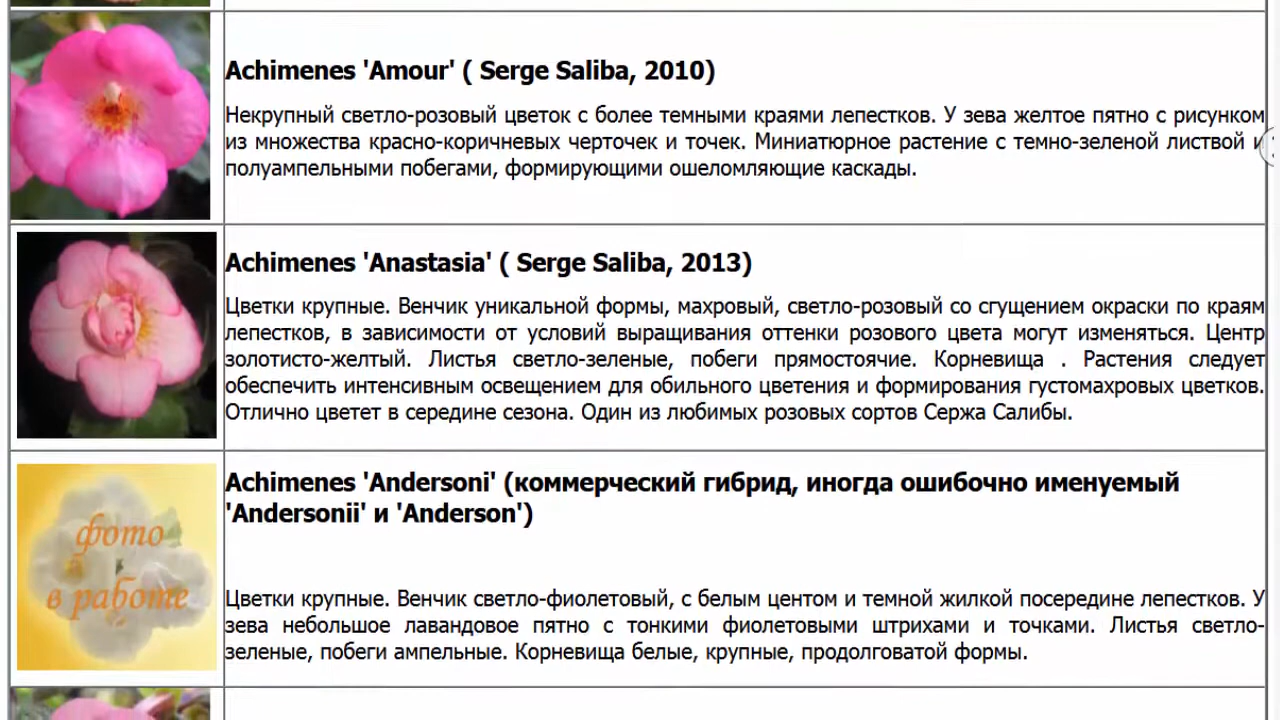 Achimenes 'Amour' ( Serge Saliba, 2010)
Некрупный светло-розовый цветок с более темными краями лепестков. У зева желтое пятно с рисунком
из множества красно-коричневых черточек и точек. Миниатюрное растение с темно-зеленой листвой и
полуампельными побегами, формирующими ошеломляющие каскады.
Achimenes 'Anastasia' ( Serge Saliba, 2013)
Цветки крупные. Венчик уникальной формы, махровый, светло-розовый со сгущением окраски по краям
лепестков, в зависимости от условий выращивания оттенки розового цвета могут изменяться. Центр
золотисто-желтый. Листья светло-зеленые, побеги прямостоячие. Корневища . Растения следует
обеспечить интенсивным освещением для обильного цветения и формирования густомахровых цветков.
Отлично цветет в середине сезона. Один из любимых розовых сортов Сержа Салибы.
фото
в работе
Achimenes 'Andersoni' (коммерческий гибрид, иногда ошибочно именуемый
'Andersonii' и 'Anderson')
Цветки крупные. Венчик светло-фиолетовый, с белым центом и темной жилкой посередине лепестков. У
зева небольшое лавандовое пятно с тонкими фиолетовыми штрихами и точками. Листья светло-
зеленые, побеги ампельные. Корневища белые, крупные, продолговатой формы.